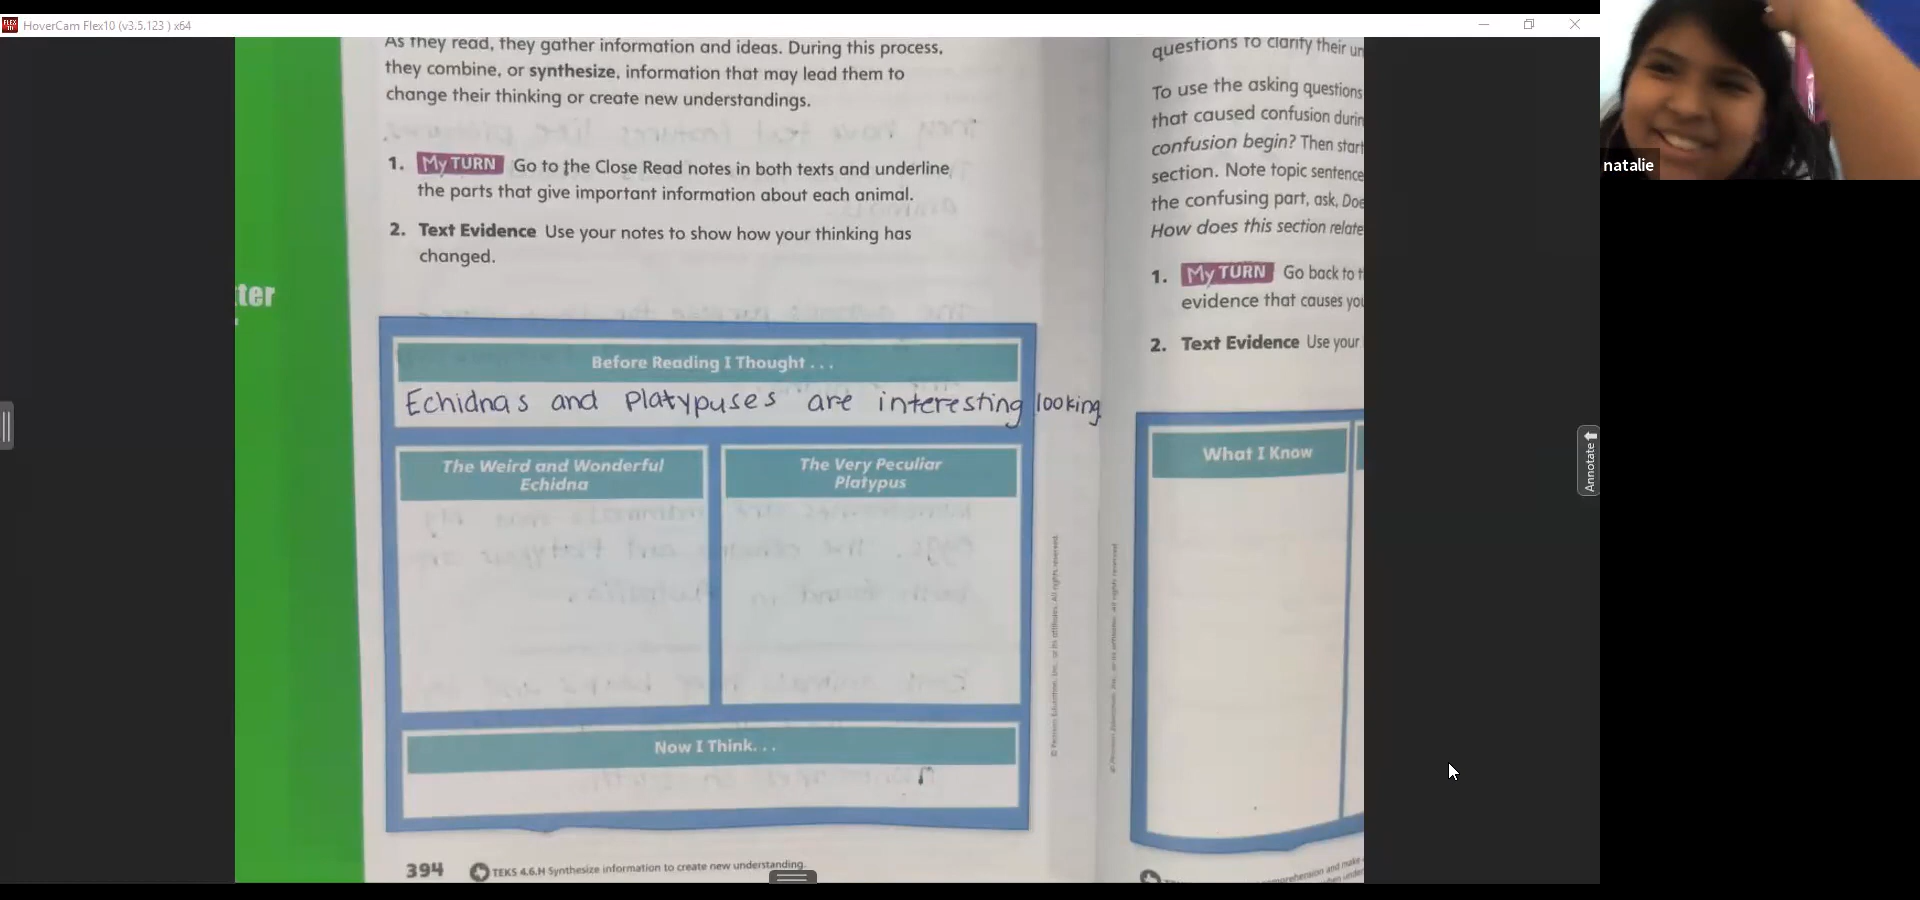 HoverCam Flex10 (v3.5.123 ) x64
As they read, they gather information and ideas. During this process,
they combine, or synthesize, information that may lead them to
change their thinking or create new understandings.
1. My TURN Go to the Close Read notes in both texts and underline
the parts that give important information about each animal.
2. Text Evidence Use your notes to show how your thinking has
changed.
Before Reading I Thought . . .
Echidnas and Platypuses are interesting looking
The Weird and Wonderful
Echidna
The Very Peculiar
Platypus
Now I Think. . .
394 TEKS 4.6.H Synthesize information to create new understanding.
tter
questions to clarify their un
To use the asking questions
that caused confusion durin
confusion begin? Then start
section. Note topic sentence
the confusing part, ask, Doe
How does this section relate
1. My TURN Go back to t
evidence that causes you
2. Text Evidence Use your
What I Know
Annotate
natalie